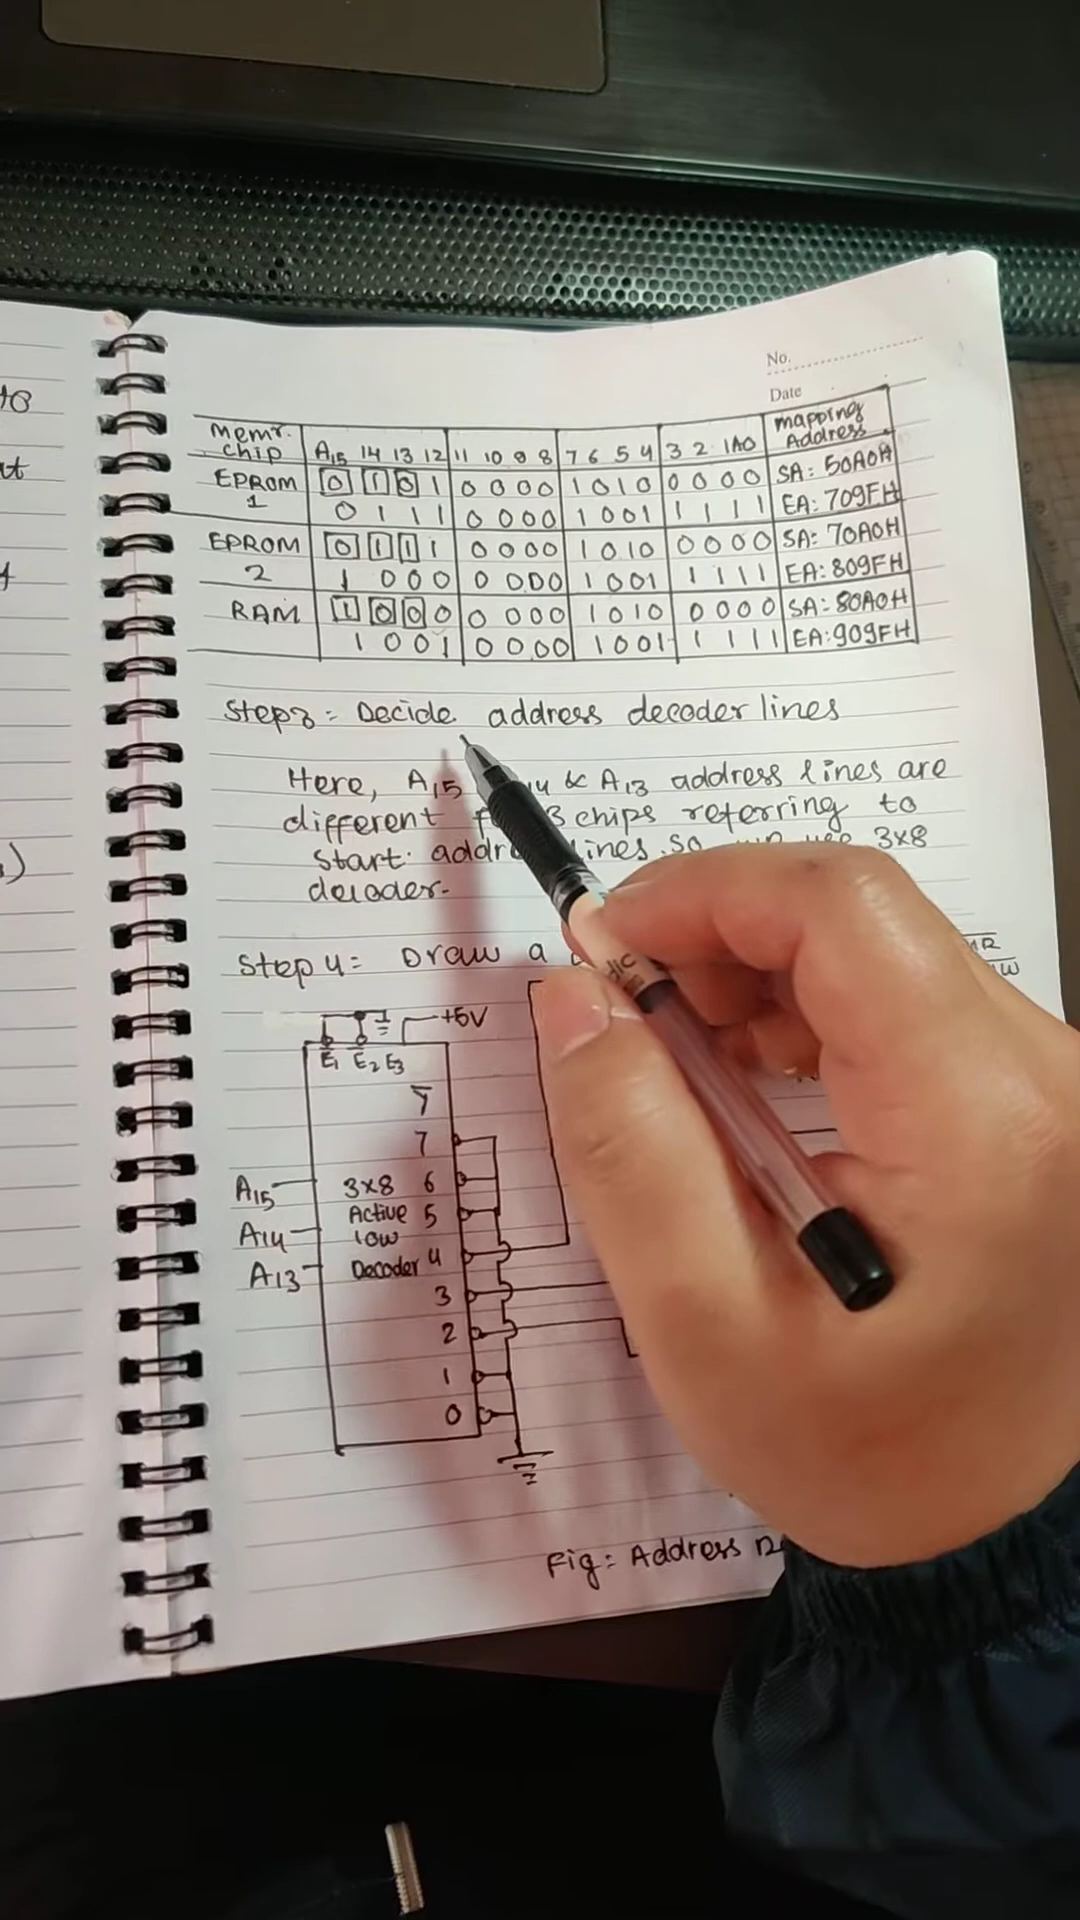 to
at
No.
Date
memr. chip A15 14 13 12 11 10 9 8 7 6 5 4 3 2 1 A0 mapping Address
EPROM 1 0 1 0 1 0 0 0 0 1 0 1 0 0 0 0 0 SA: 50A0H
0 1 1 1 0 0 0 0 1 0 0 1 1 1 1 1 EA: 709FH
EPROM 2 0 1 1 1 0 0 0 0 1 0 1 0 0 0 0 0 SA: 70A0H
1 0 0 0 0 0 0 0 1 0 0 1 1 1 1 1 EA: 809FH
RAM 1 0 0 0 0 0 0 0 1 0 1 0 0 0 0 0 SA: 80A0H
1 0 0 1 0 0 0 0 1 0 0 1 1 1 1 1 EA: 909FH
Step3 = Decide address decoder lines
Here, A15 14 & A13 address lines are
different 3 chips referring to
start. lines. So 3x8
decoder.
Step 4 = Draw a
+5V
E̅1 E̅2 E3
Y̅
7
A15 3x8 6
Active 5
A14 low
A13 Decoder 4
3
2
1
0
Fig: Address